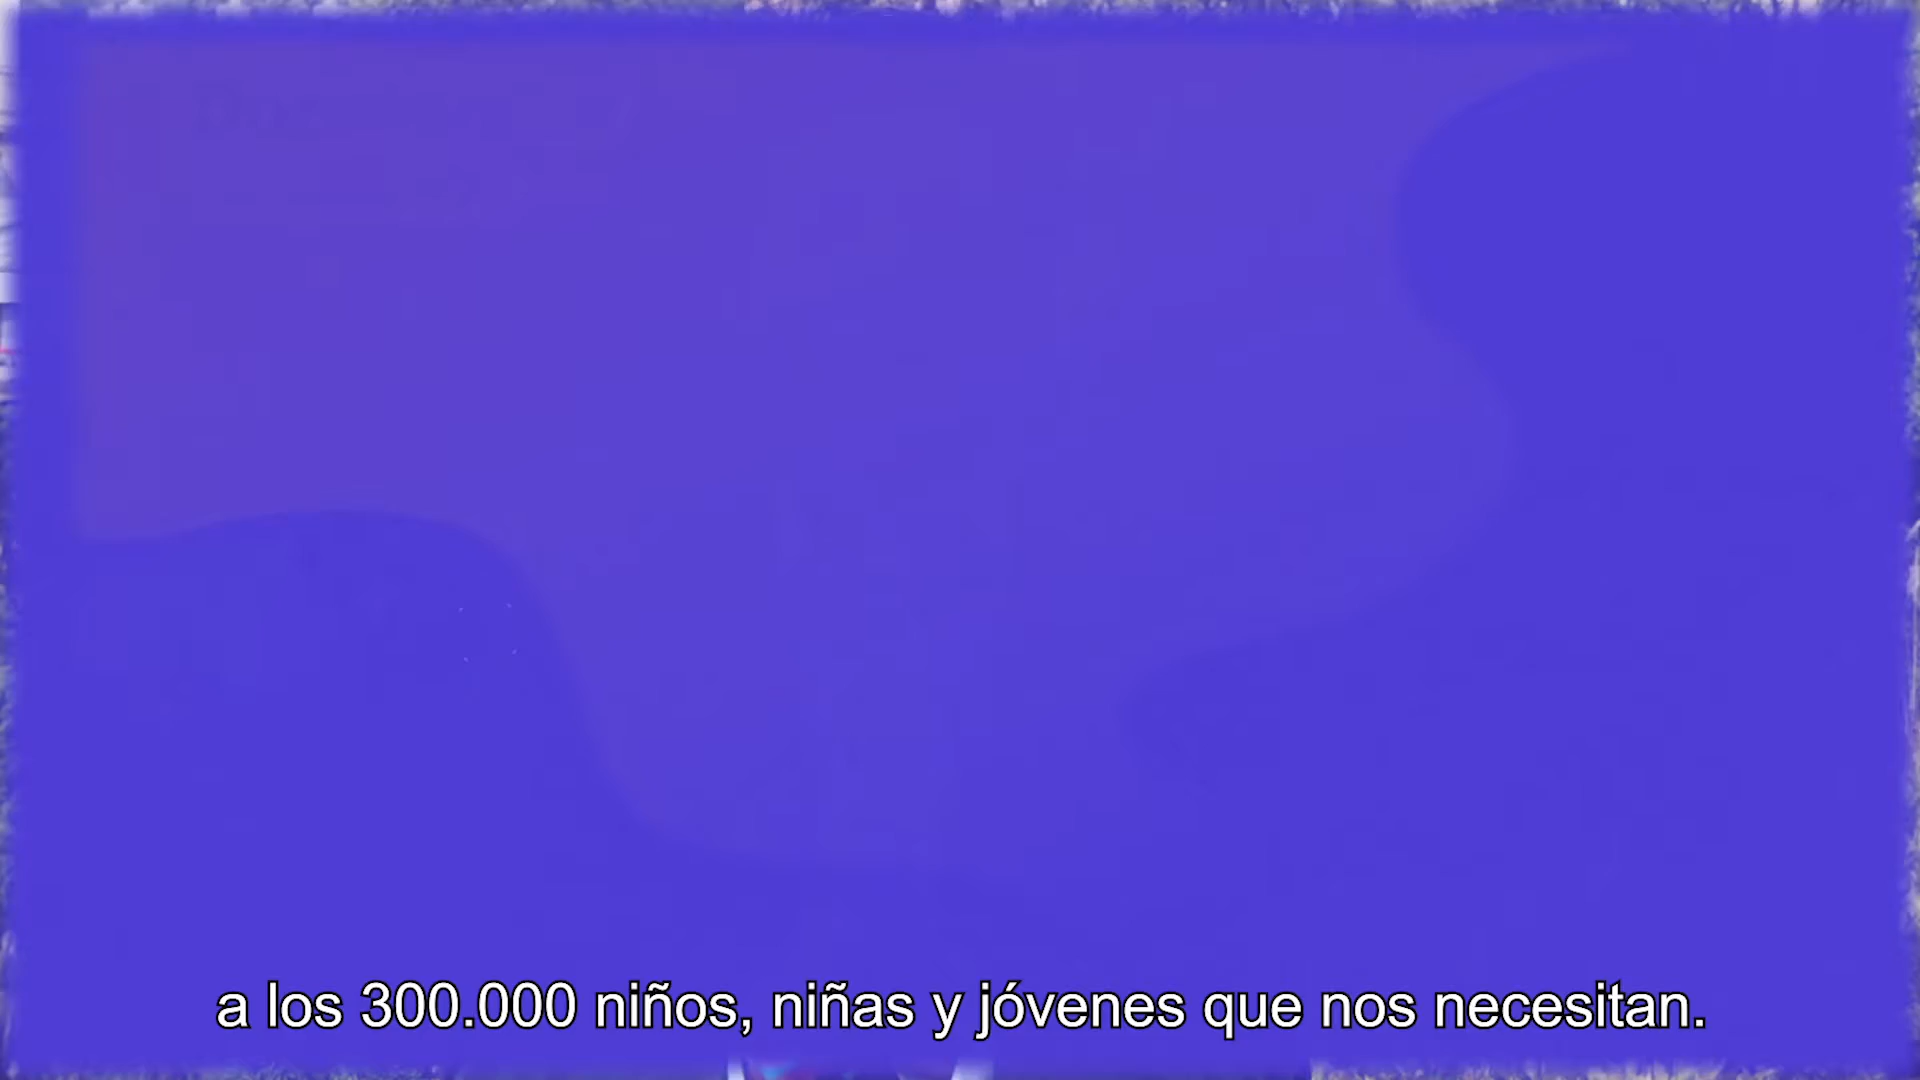 a los 300.000 niños, niñas y jóvenes que nos necesitan.